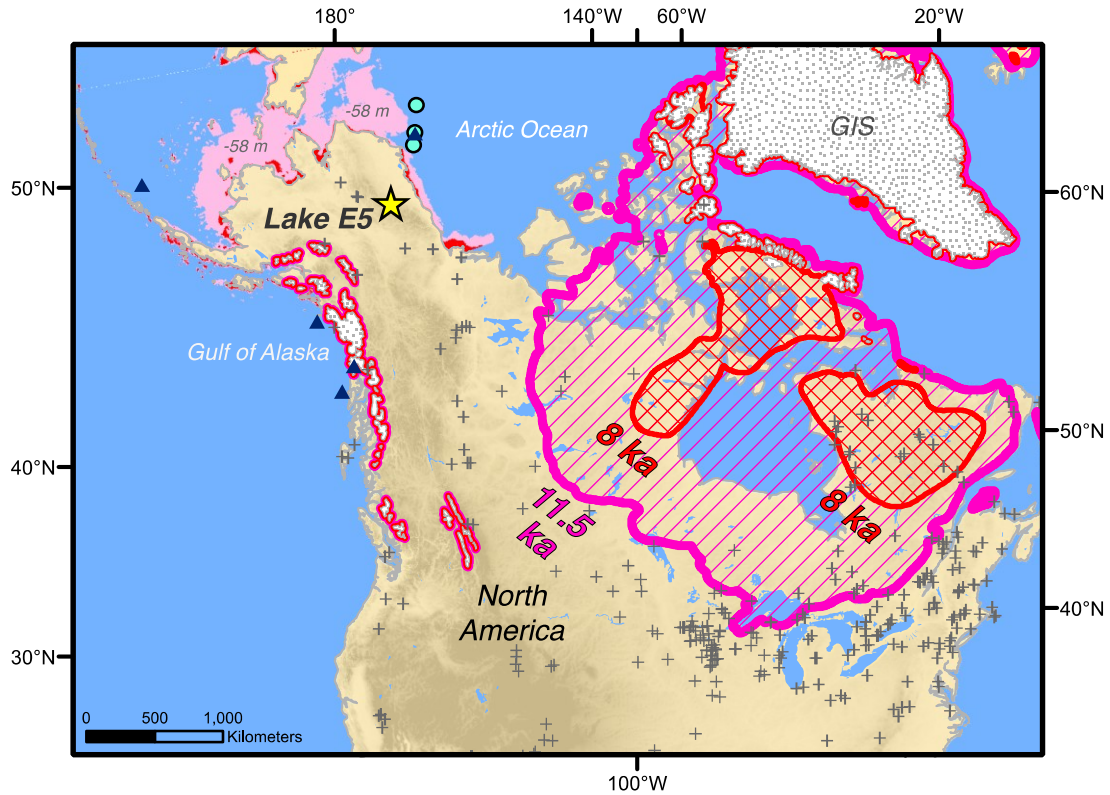 180°
140°W
60°W
20°W
-58 m
-58 m
Arctic Ocean
GIS
50°N
60°N
Lake E5
Gulf of Alaska
8 ka
50°N
40°N
11.5
ka
8 ka
North
America
40°N
30°N
0
500
1,000
Kilometers
100°W